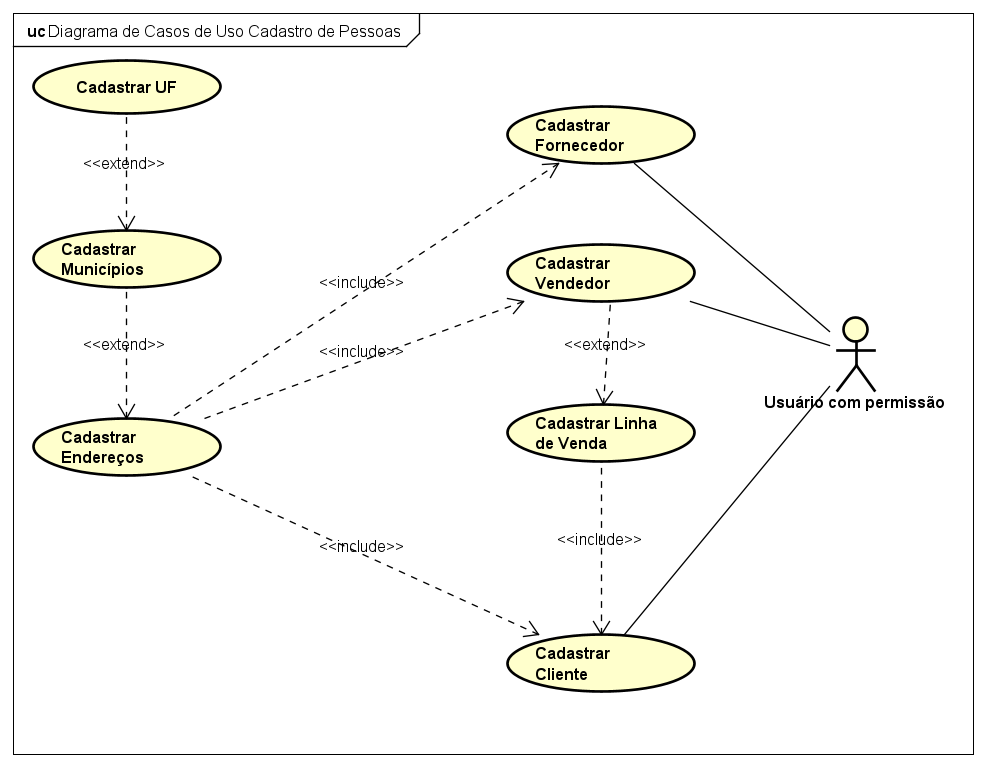 uc Diagrama de Casos de Uso Cadastro de Pessoas
Cadastrar UF
<<extend>>
Cadastrar
Municípios
<<extend>>
Cadastrar
Endereços
Cadastrar
Fornecedor
<<include>>
Cadastrar
Vendedor
<<include>>
<<extend>>
Cadastrar Linha
de Venda
<<include>>
<<include>>
Cadastrar
Cliente
Usuário com permissão